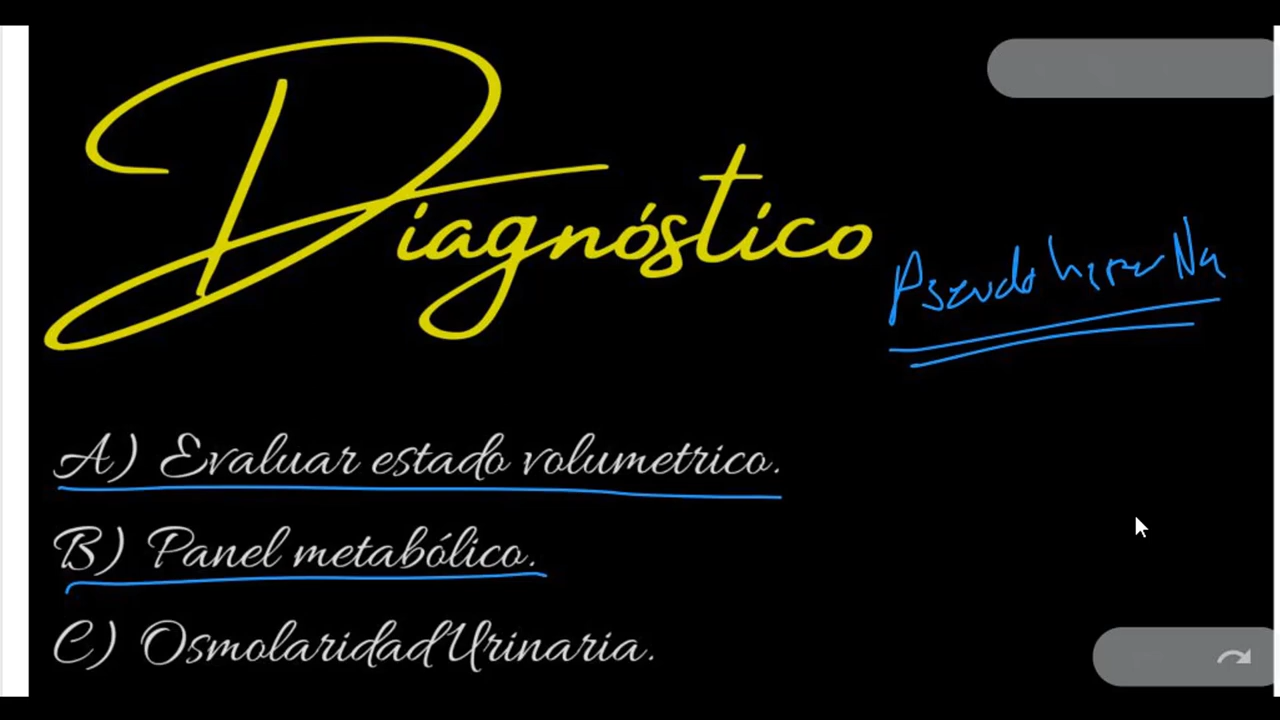 Diagnóstico
Pseudo hiper Na
A) Evaluar estado volumetrico.
B) Panel metabólico.
C) Osmolaridad Urinaria.